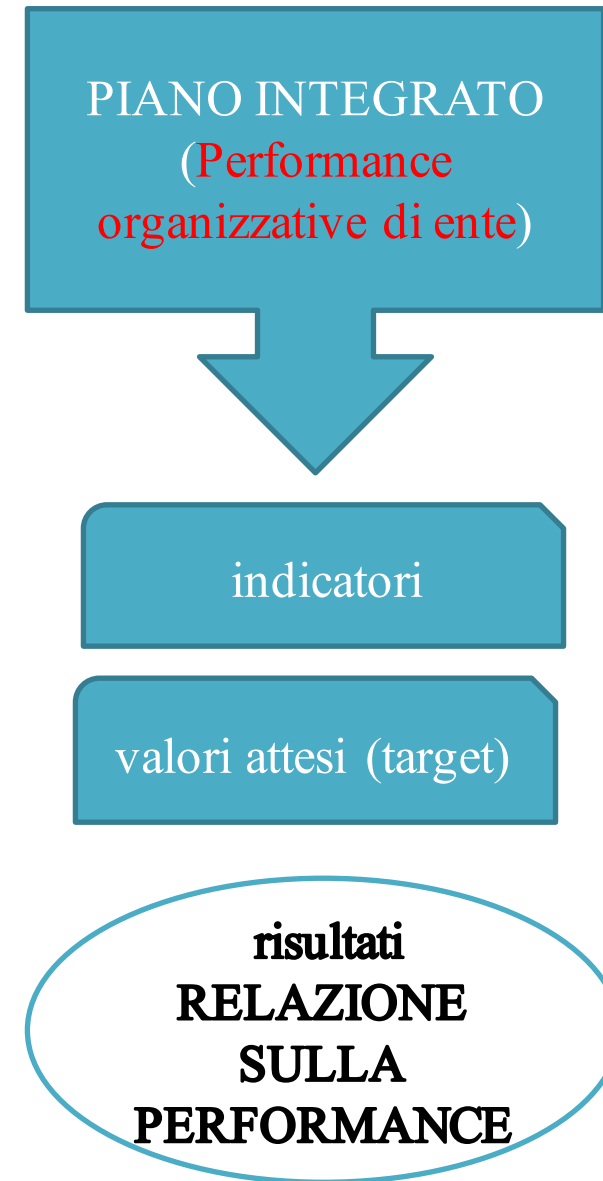 PIANO INTEGRATO
(Performance
organizzative di ente)
indicatori
valori attesi (target)
risultati
RELAZIONE
SULLA
PERFORMANCE